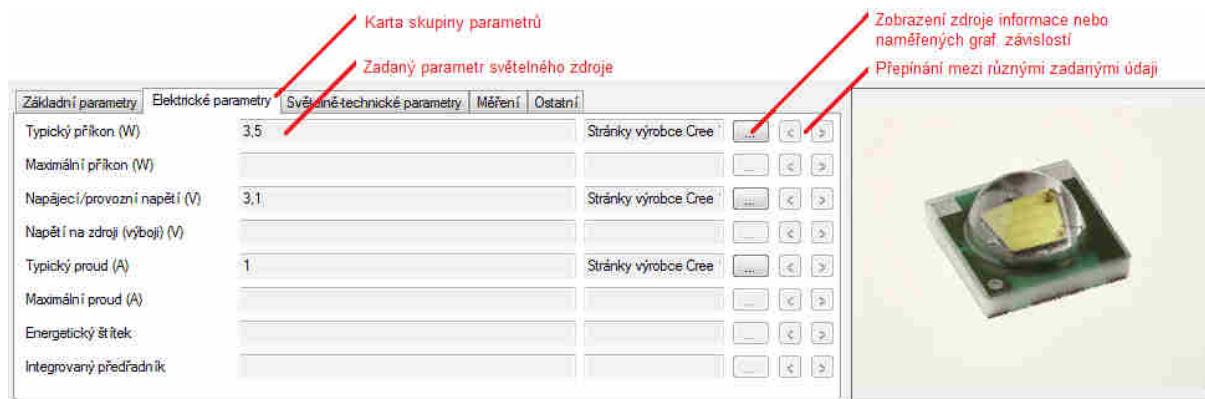 Karta skupiny parametrů
Zobrazení zdroje informace nebo
naměřených graf. závislostí
Zadaný parametr světelného zdroje
Přepínání mezi různými zadanými údaji
Základní parametry Elektrické parametry Světelně-technické parametry Měření Ostatní
Typický příkon (W) 3,5 Stránky výrobce Cree ... < >
Maximální příkon (W) ... < >
Napájecí/provozní napětí (V) 3,1 Stránky výrobce Cree ... < >
Napětí na zdroji (výboji) (V) ... < >
Typický proud (A) 1 Stránky výrobce Cree ... < >
Maximální proud (A) ... < >
Energetický štítek ... < >
Integrovaný předřadník ... < >